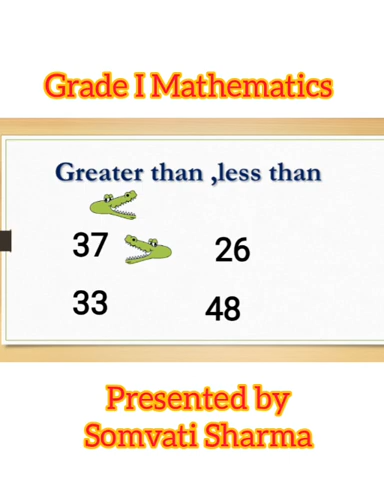 Grade I Mathematics
Greater than ,less than
37 26
33 48
Presented by
Somvati Sharma